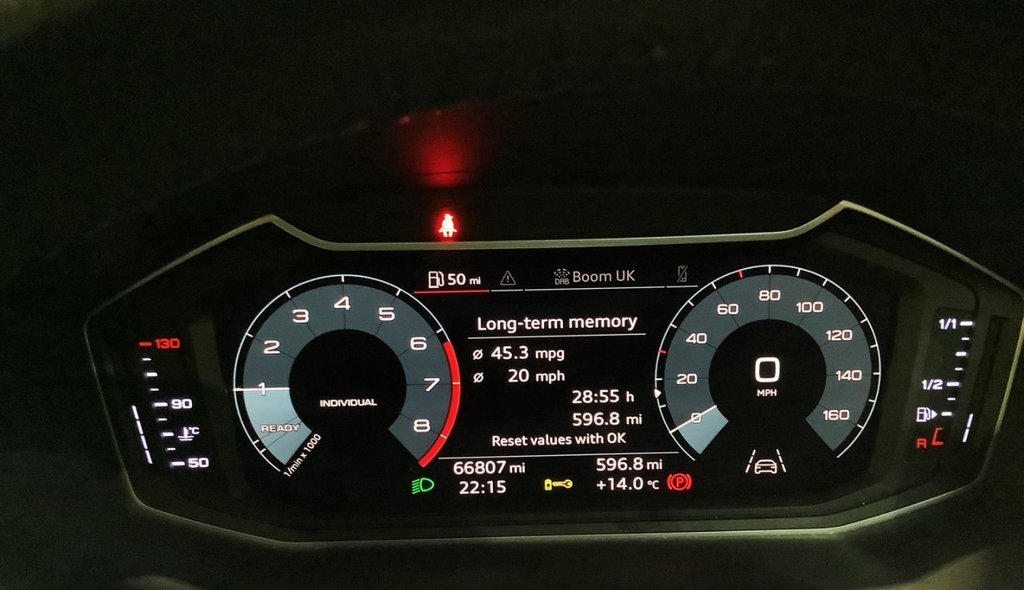 50 mi
DAB Boom UK
Long-term memory
ø 45.3 mpg
ø 20 mph
28:55 h
596.8 mi
Reset values with OK
66807 mi
596.8 mi
22:15
+14.0 °C
(P)
1
2
3
4
5
6
7
8
READY
1/min x 1000
INDIVIDUAL
0
20
40
60
80
100
120
140
160
0
MPH
130
90
°C
50
1/1
1/2
R